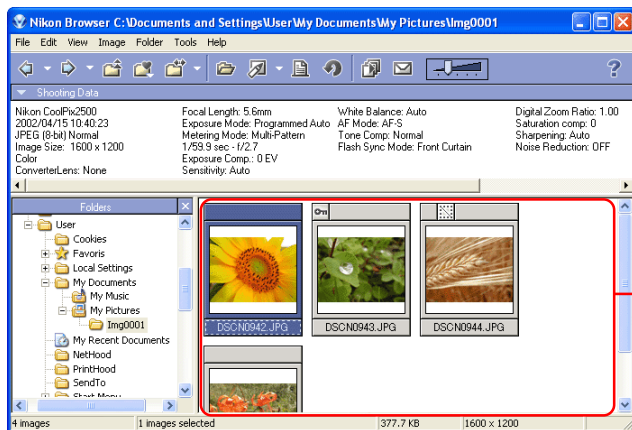 Nikon Browser C:\Documents and Settings\User\My Documents\My Pictures\Img0001
File Edit View Image Folder Tools Help
Shooting Data
Nikon CoolPix2500
2002/04/15 10:40:23
JPEG (8-bit) Normal
Image Size: 1600 x 1200
Color
ConverterLens: None
Focal Length: 5.6mm
Exposure Mode: Programmed Auto
Metering Mode: Multi-Pattern
1/59.9 sec - f/2.7
Exposure Comp.: 0 EV
Sensitivity: Auto
White Balance: Auto
AF Mode: AF-S
Tone Comp: Normal
Flash Sync Mode: Front Curtain
Digital Zoom Ratio: 1.00
Saturation comp: 0
Sharpening: Auto
Noise Reduction: OFF
Folders
User
Cookies
Favoris
Local Settings
My Documents
My Music
My Pictures
Img0001
My Recent Documents
NetHood
PrintHood
SendTo
Start Menu
DSCN0942.JPG
DSCN0943.JPG
DSCN0944.JPG
4 images
1 images selected
377.7 KB
1600 x 1200